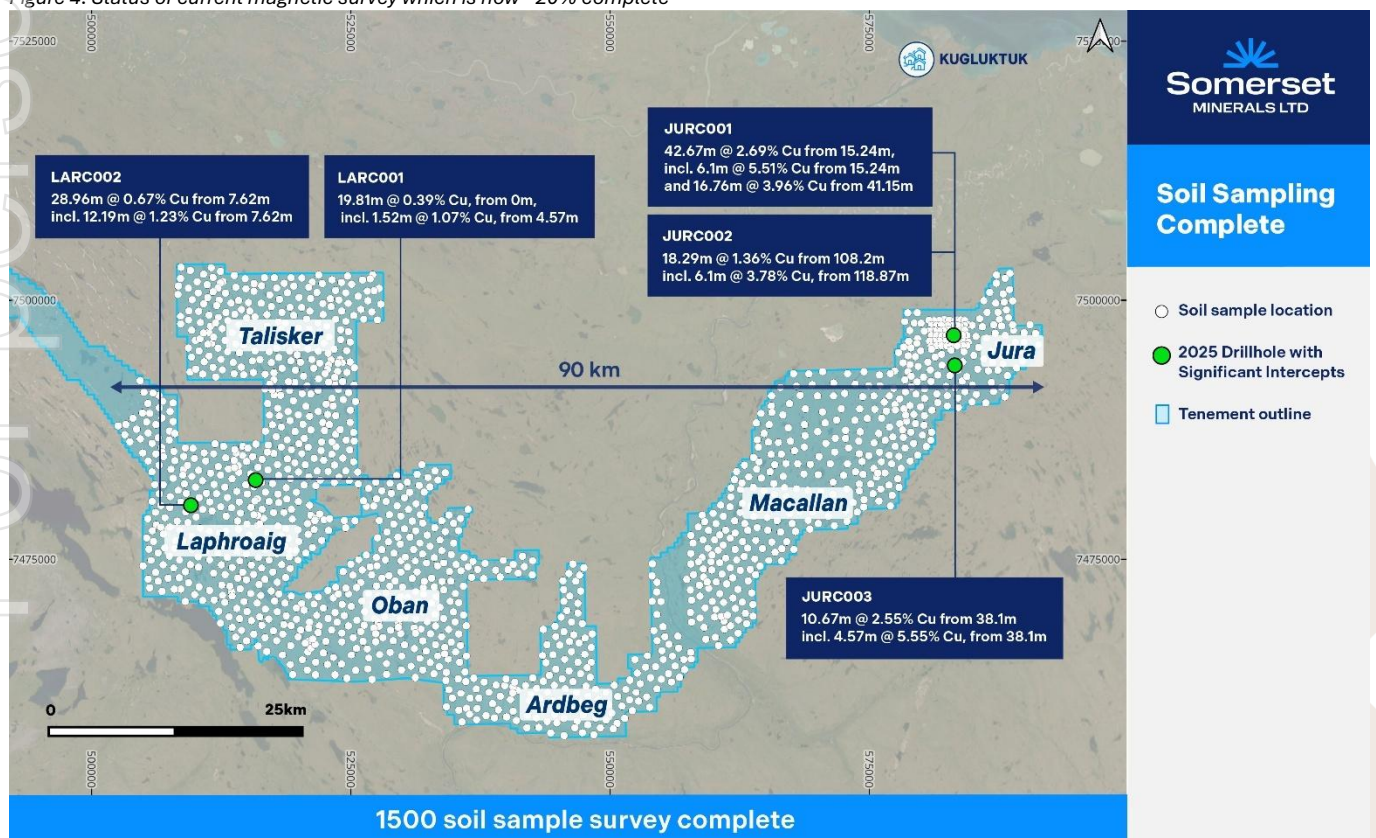 Figure 4: Status of current magnetic survey which is now ~20% complete
500000
525000
550000
575000
7525000
KUGLUKTUK
Somerset
MINERALS LTD
Soil Sampling
Complete
Soil sample location
2025 Drillhole with
Significant Intercepts
Tenement outline
JURC001
42.67m @ 2.69% Cu from 15.24m,
incl. 6.1m @ 5.51% Cu from 15.24m
and 16.76m @ 3.96% Cu from 41.15m
LARC002
28.96m @ 0.67% Cu from 7.62m
incl. 12.19m @ 1.23% Cu from 7.62m
LARC001
19.81m @ 0.39% Cu, from 0m,
incl. 1.52m @ 1.07% Cu, from 4.57m
JURC002
18.29m @ 1.36% Cu from 108.2m
incl. 6.1m @ 3.78% Cu, from 118.87m
7500000
7500000
Talisker
Jura
90 km
Macallan
Laphroaig
7475000
7475000
Oban
JURC003
10.67m @ 2.55% Cu from 38.1m
incl. 4.57m @ 5.55% Cu, from 38.1m
Ardbeg
0 25km
500000
525000
550000
575000
1500 soil sample survey complete